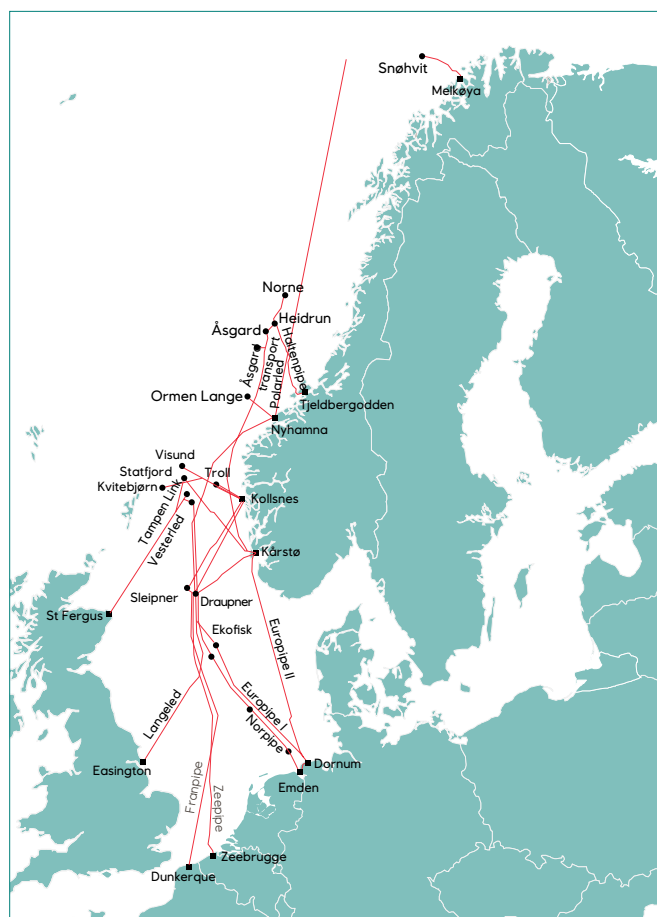 Snøhvit
Melkøya
Norne
Heidrun
Åsgard
Åsgard
transport
Haltenpipe
Polarled
Ormen Lange
Tjeldbergodden
Nyhamna
Visund
Statfjord
Troll
Kvitebjørn
Tampen Link
Kollsnes
Vesterled
Kårstø
Sleipner
Draupner
St Fergus
Ekofisk
Europipe II
Europipe I
Norpipe
Langeled
Easington
Dornum
Emden
Franpipe
Zeepipe
Zeebrugge
Dunkerque